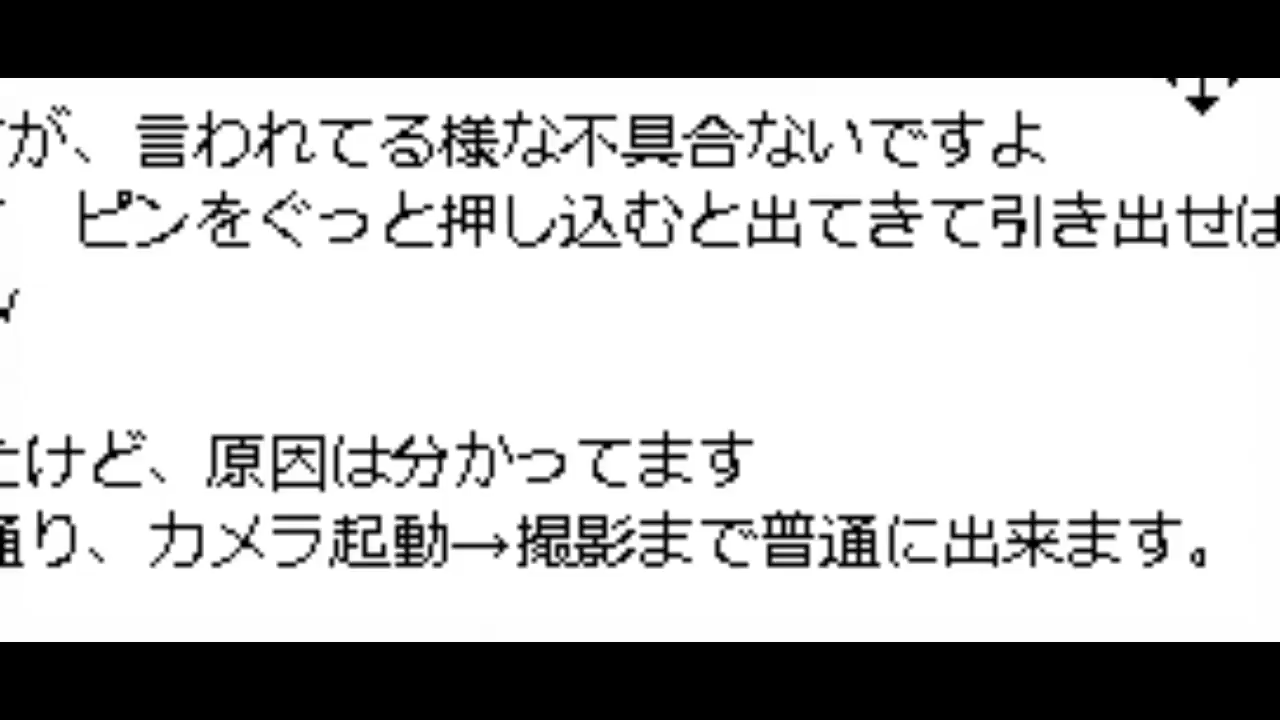 が、言われてる様な不具合ないですよ
ピンをぐっと押し込むと出てきて引き出せは
たけど、原因は分かってます
通り、カメラ起動→撮影まで普通に出来ます。